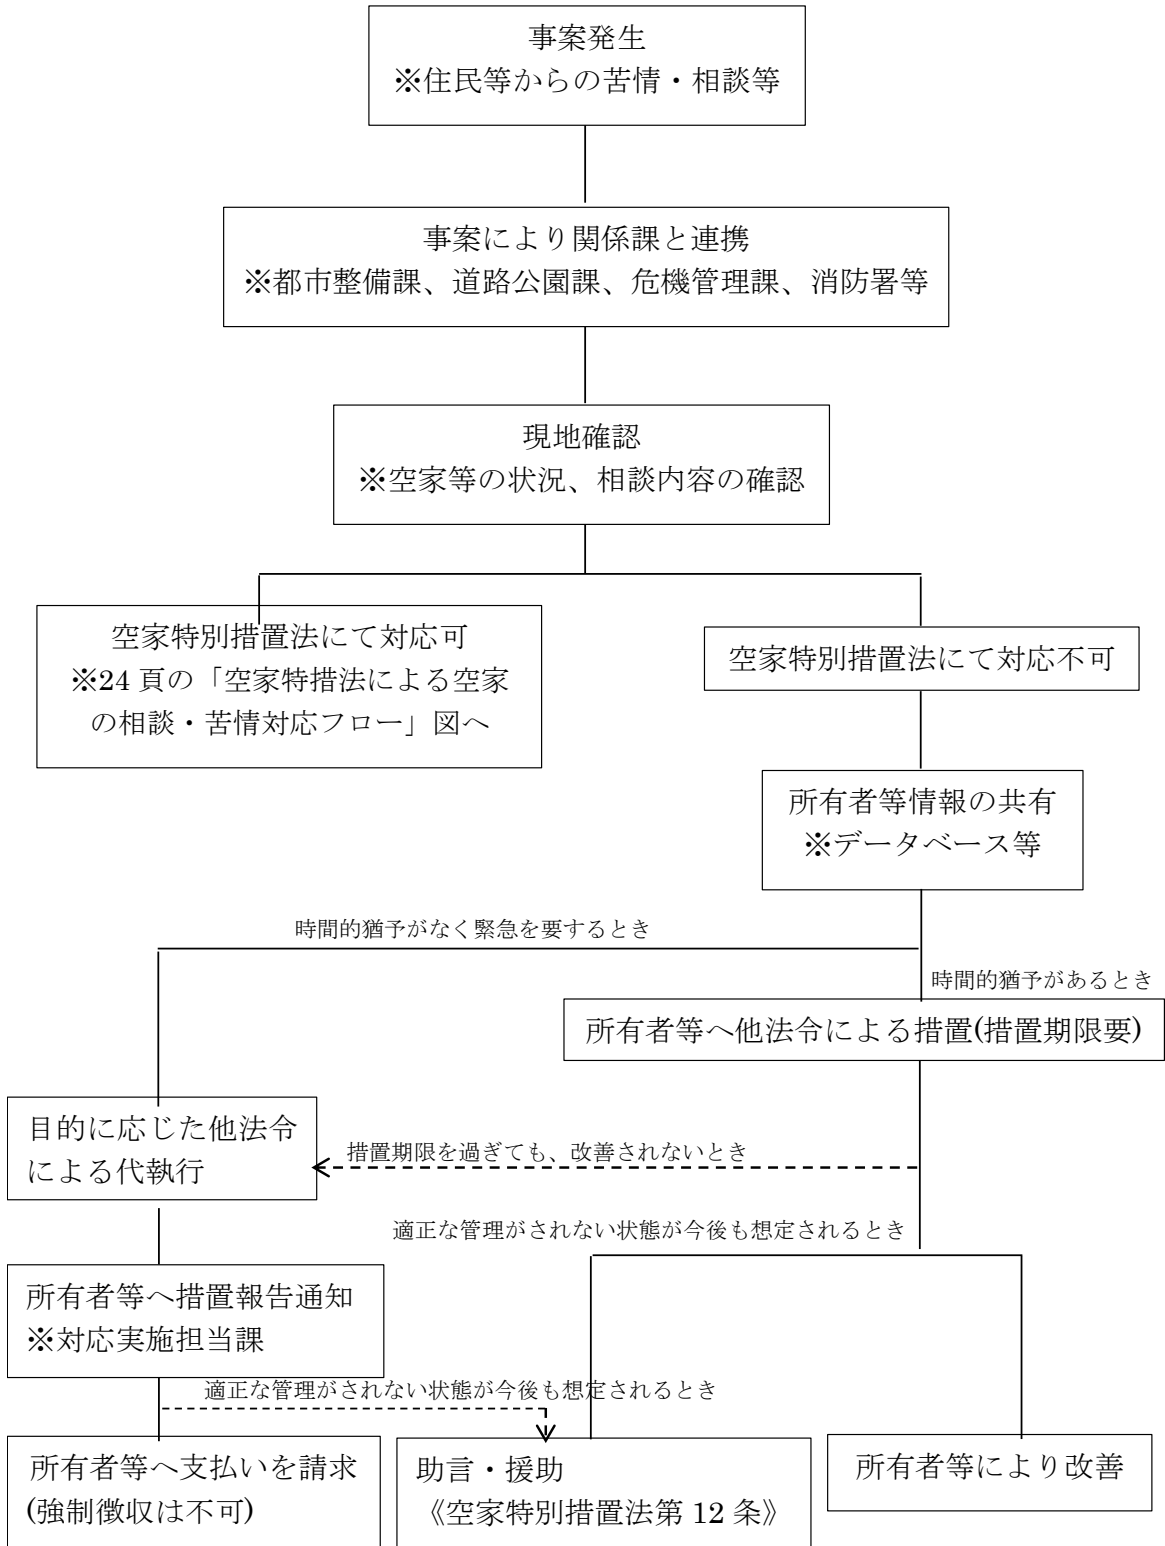 事案発生
※住民等からの苦情・相談等
事案により関係課と連携
※都市整備課、道路公園課、危機管理課、消防署等
現地確認
※空家等の状況、相談内容の確認
空家特別措置法にて対応可
※24頁の「空家特措法による空家
の相談・苦情対応フロー」図へ
空家特別措置法にて対応不可
所有者等情報の共有
※データベース等
時間的猶予がなく緊急を要するとき
時間的猶予があるとき
所有者等へ他法令による措置(措置期限要)
目的に応じた他法令
による代執行
措置期限を過ぎても、改善されないとき
適正な管理がされない状態が今後も想定されるとき
所有者等へ措置報告通知
※対応実施担当課
適正な管理がされない状態が今後も想定されるとき
所有者等へ支払いを請求
(強制徴収は不可)
助言・援助
《空家特別措置法第12条》
所有者等により改善